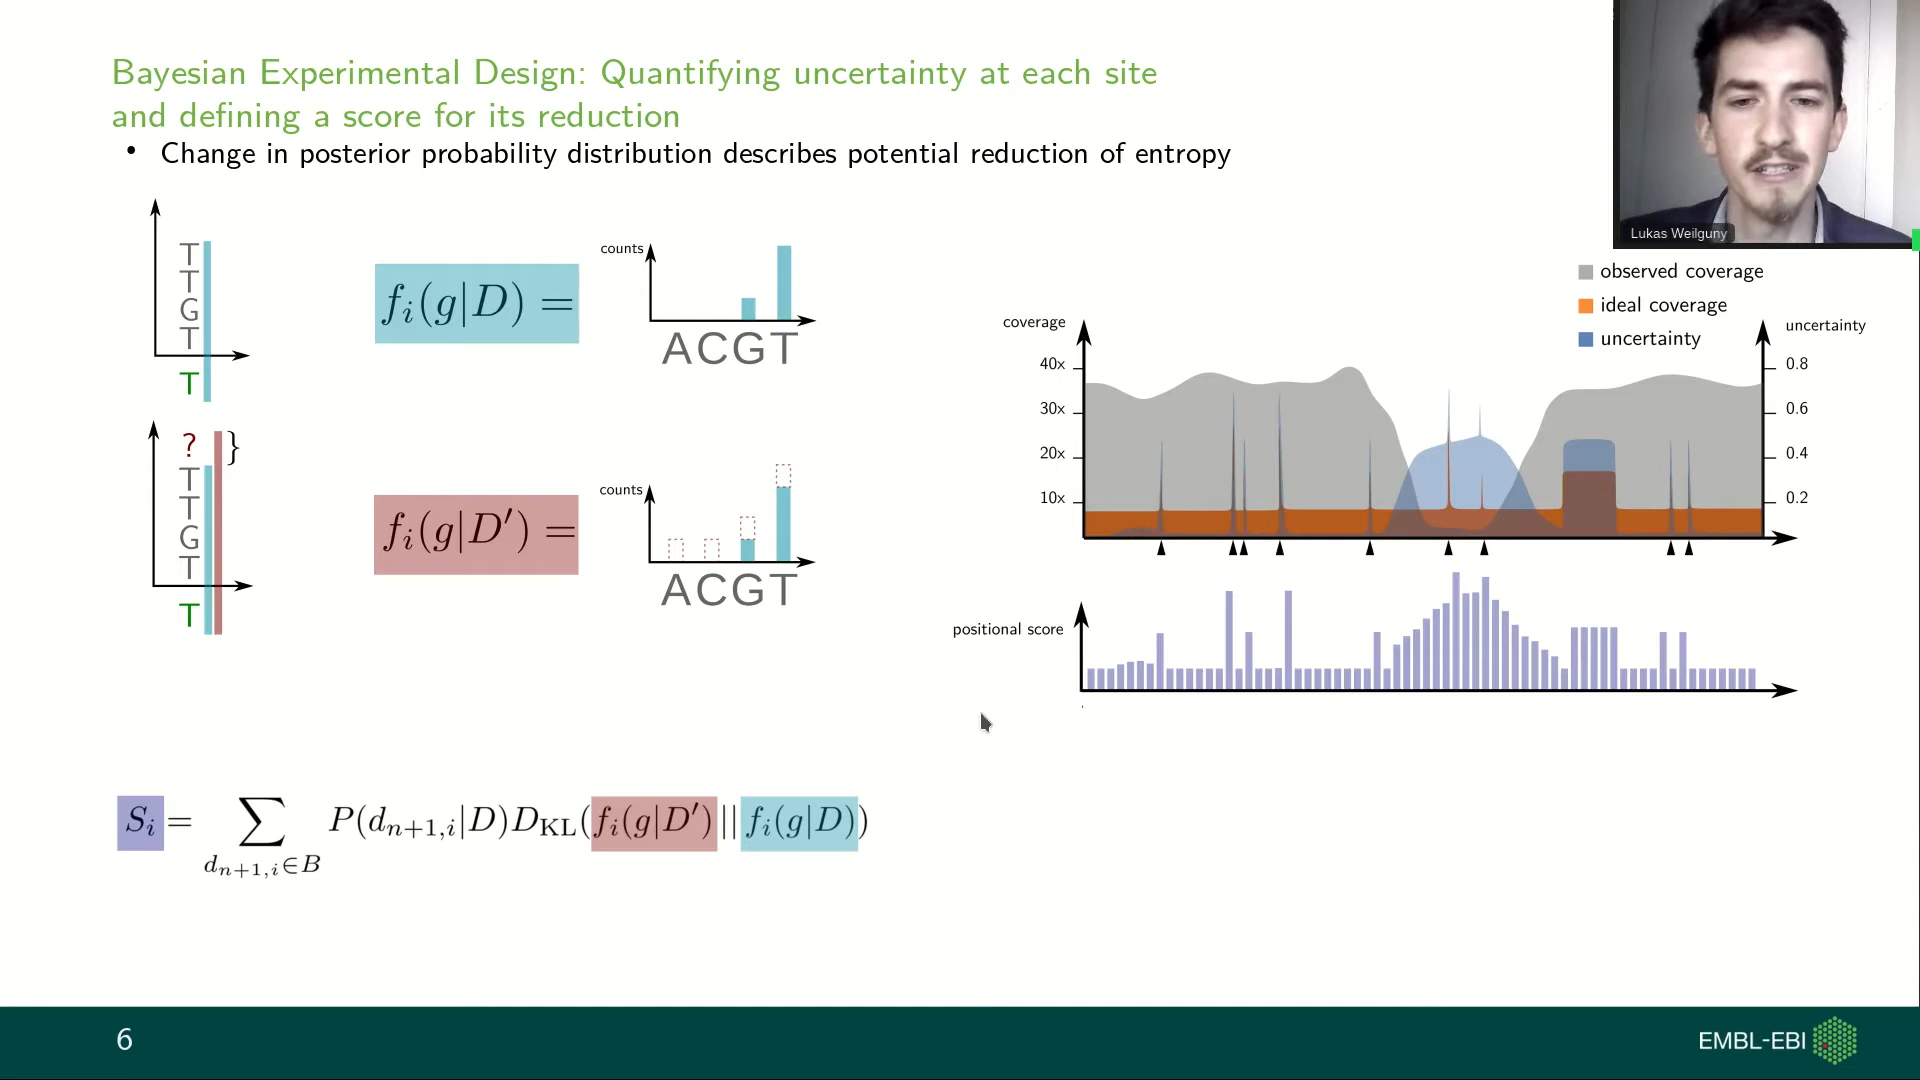 Bayesian Experimental Design: Quantifying uncertainty at each site
and defining a score for its reduction
• Change in posterior probability distribution describes potential reduction of entropy
Lukas Weilguny
T
T
G
T
T
f_i(g|D) =
counts
ACGT
?
T
T
G
T
T
}
f_i(g|D′) =
counts
ACGT
observed coverage
ideal coverage
uncertainty
coverage
40x
30x
20x
10x
uncertainty
0.8
0.6
0.4
0.2
positional score
S_i = ∑_{d_{n+1,i}∈B} P(d_{n+1,i}|D)D_KL(f_i(g|D′)||f_i(g|D))
6
EMBL-EBI